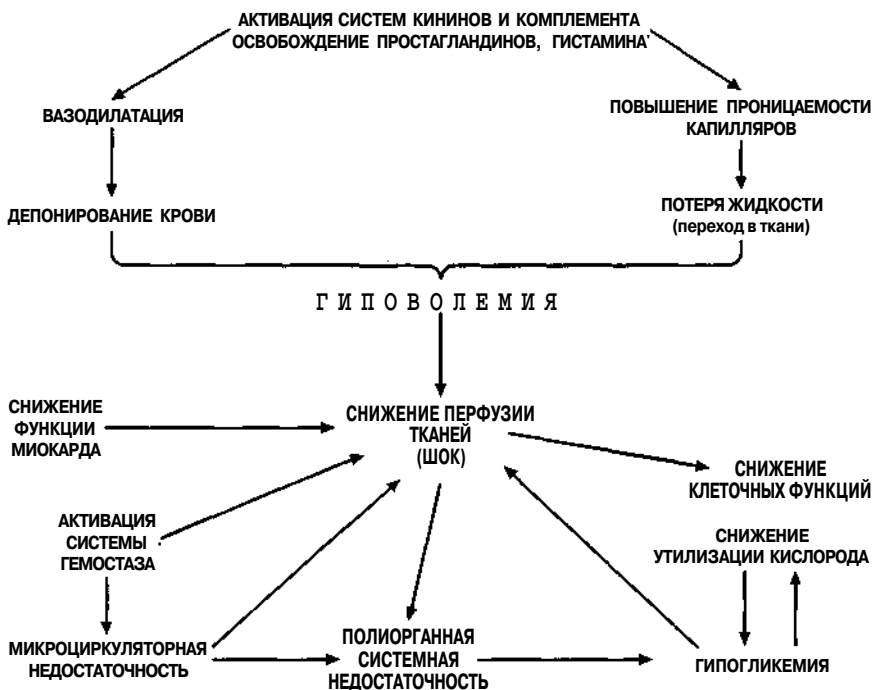 АКТИВАЦИЯ СИСТЕМ КИНИНОВ И КОМПЛЕМЕНТА
ОСВОБОЖДЕНИЕ ПРОСТАГЛАНДИНОВ, ГИСТАМИНА
ВАЗОДИЛАТАЦИЯ
ПОВЫШЕНИЕ ПРОНИЦАЕМОСТИ
КАПИЛЛЯРОВ
ДЕПОНИРОВАНИЕ КРОВИ
ПОТЕРЯ ЖИДКОСТИ
(переход в ткани)
ГИПОВОЛЕМИЯ
СНИЖЕНИЕ
ФУНКЦИИ
МИОКАРДА
СНИЖЕНИЕ ПЕРФУЗИИ
ТКАНЕЙ
(ШОК)
СНИЖЕНИЕ
КЛЕТОЧНЫХ ФУНКЦИЙ
АКТИВАЦИЯ
СИСТЕМЫ
ГЕМОСТАЗА
СНИЖЕНИЕ
УТИЛИЗАЦИИ КИСЛОРОДА
МИКРОЦИРКУЛЯТОРНАЯ
НЕДОСТАТОЧНОСТЬ
ПОЛИОРГАННАЯ
СИСТЕМНАЯ
НЕДОСТАТОЧНОСТЬ
ГИПОГЛИКЕМИЯ